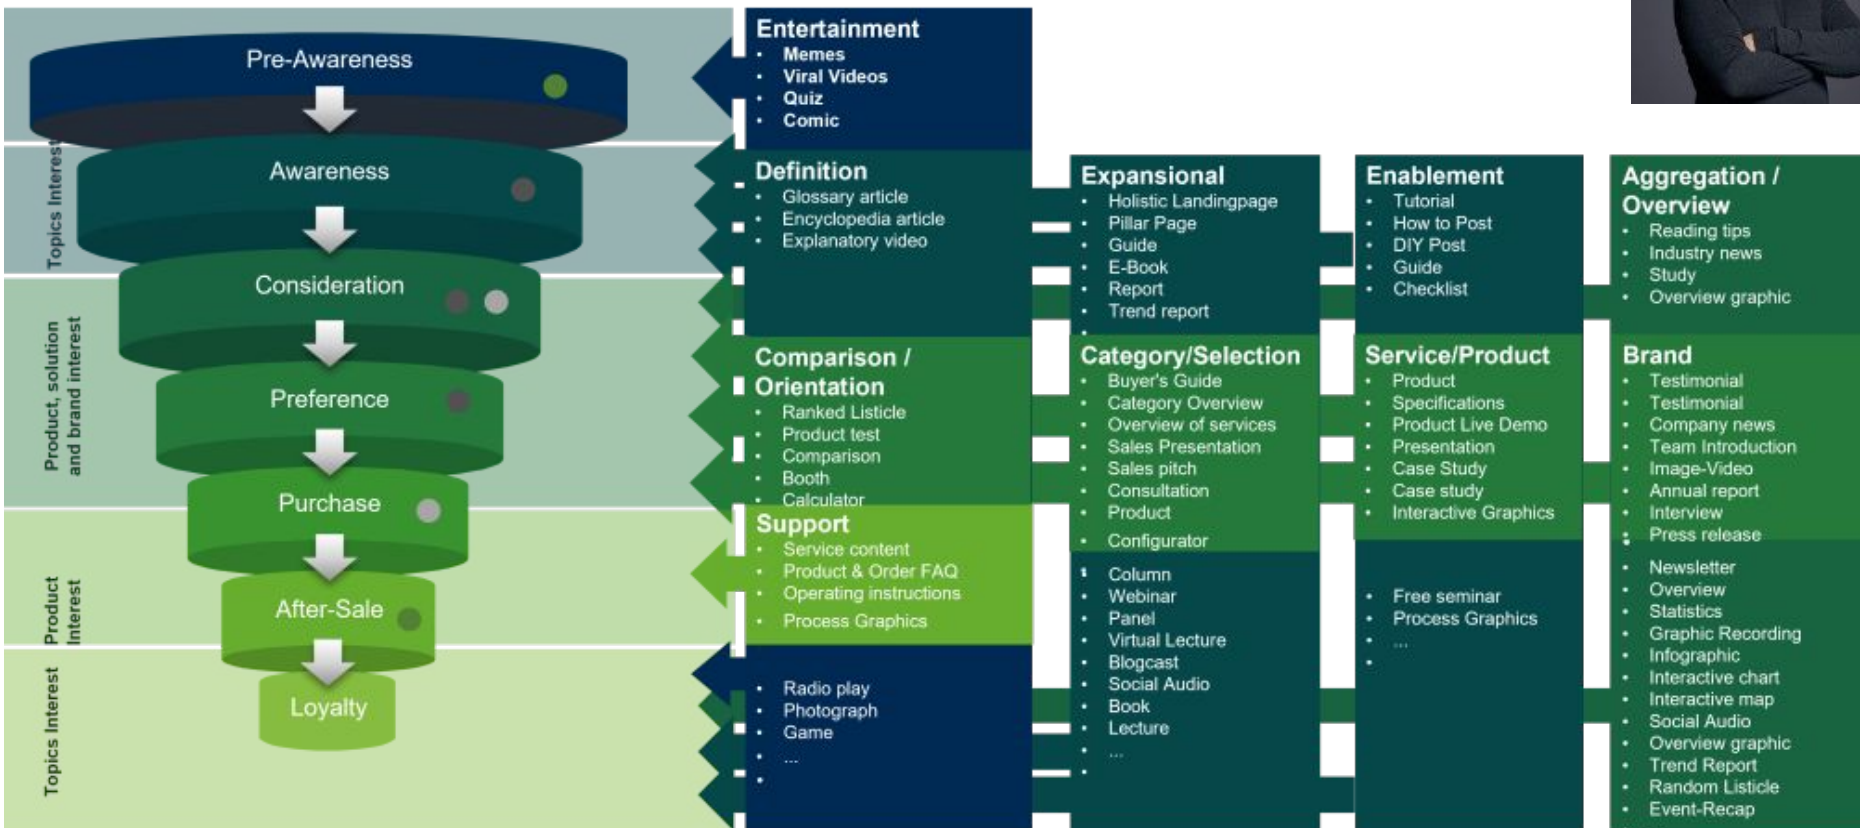 Pre-Awareness
Awareness
Consideration
Preference
Purchase
After-Sale
Loyalty
Topics Interest
Product, solution
and brand interest
Product
Interest
Topics Interest
Entertainment
• Memes
• Viral Videos
• Quiz
• Comic
Definition
• Glossary article
• Encyclopedia article
• Explanatory video
Comparison /
Orientation
• Ranked Listicle
• Product test
• Comparison
• Booth
• Calculator
Support
• Service content
• Product & Order FAQ
• Operating instructions
• Process Graphics
• Radio play
• Photograph
• Game
• ...
•
Expansional
• Holistic Landingpage
• Pillar Page
• Guide
• E-Book
• Report
• Trend report
•
Category/Selection
• Buyer's Guide
• Category Overview
• Overview of services
• Sales Presentation
• Sales pitch
• Consultation
• Product
• Configurator
• Column
• Webinar
• Panel
• Virtual Lecture
• Blogcast
• Social Audio
• Book
• Lecture
• ...
•
Enablement
• Tutorial
• How to Post
• DIY Post
• Guide
• Checklist
Service/Product
• Product
• Specifications
• Product Live Demo
• Presentation
• Case Study
• Case study
• Interactive Graphics
• Free seminar
• Process Graphics
• ...
•
Aggregation /
Overview
• Reading tips
• Industry news
• Study
• Overview graphic
Brand
• Testimonial
• Testimonial
• Company news
• Team Introduction
• Image-Video
• Annual report
• Interview
• Press release
•
• Newsletter
• Overview
• Statistics
• Graphic Recording
• Infographic
• Interactive chart
• Interactive map
• Social Audio
• Overview graphic
• Trend Report
• Random Listicle
• Event-Recap